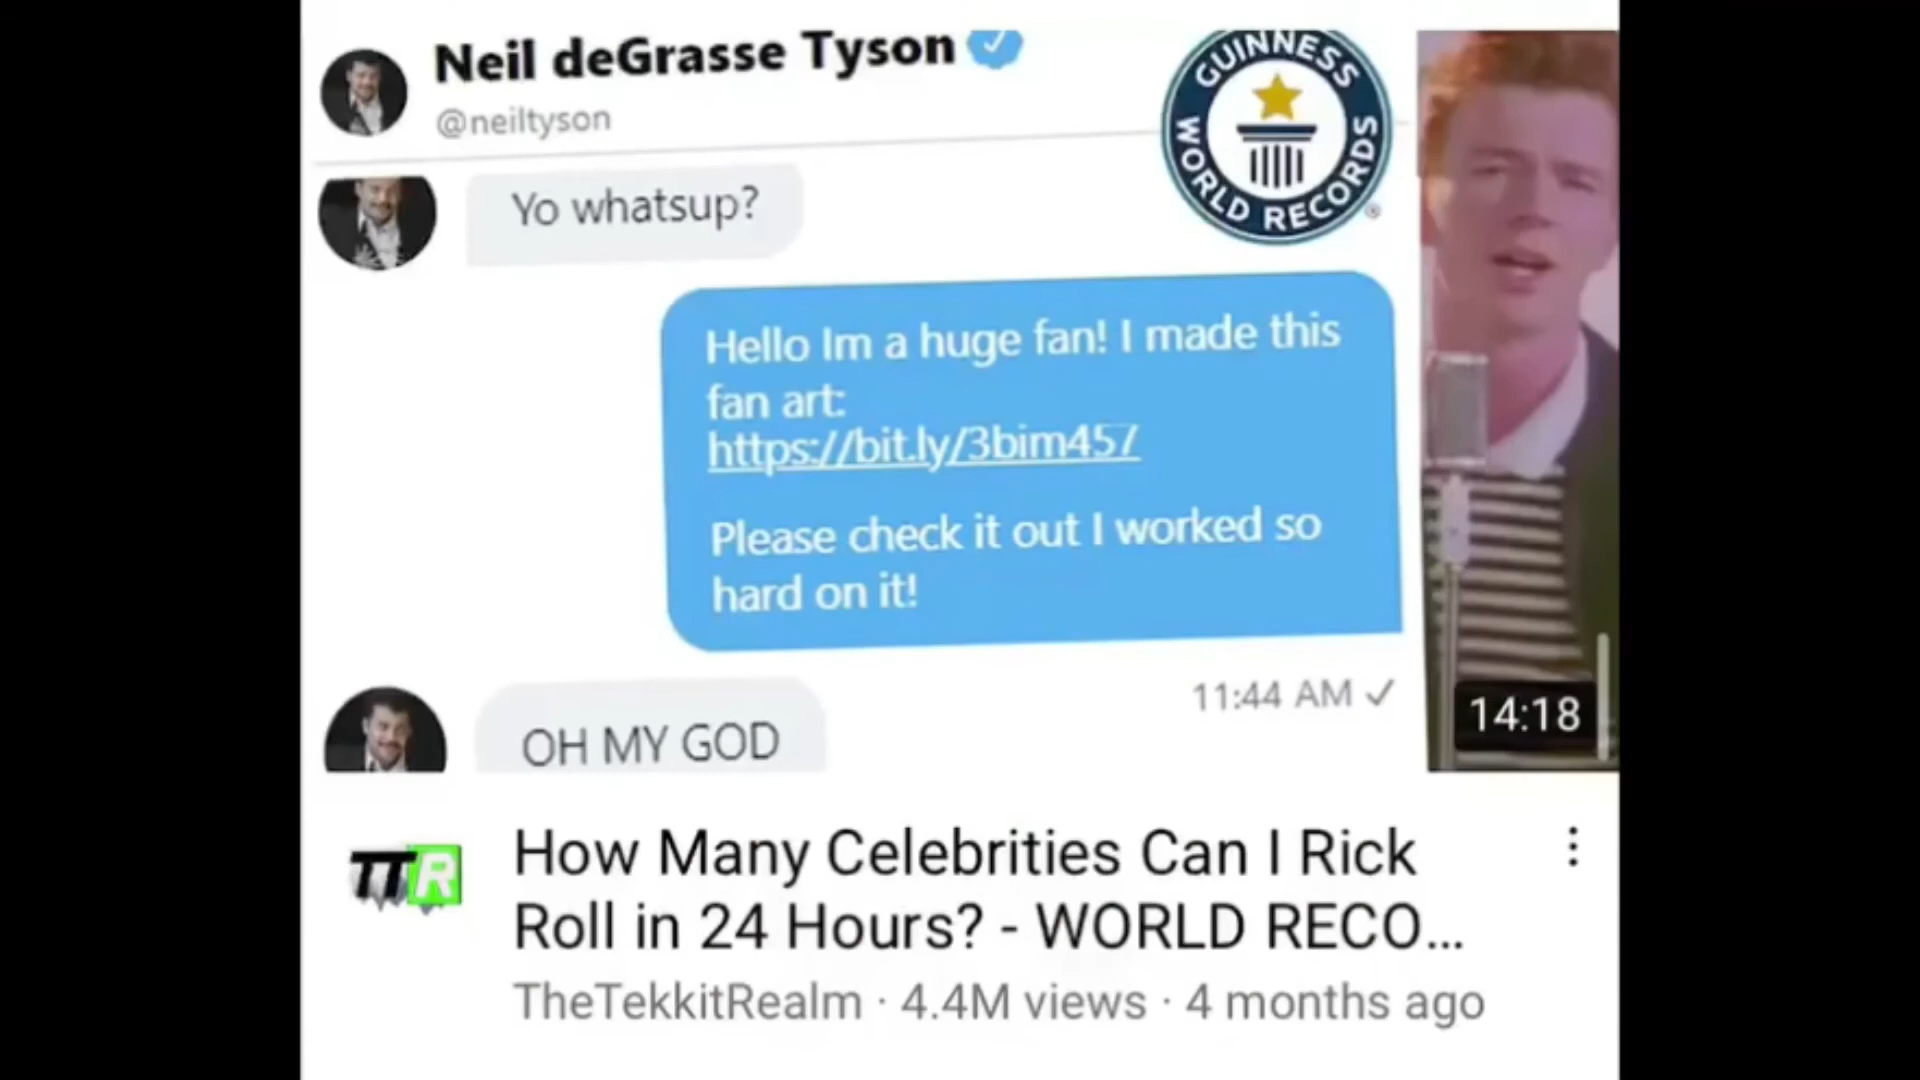 Neil deGrasse Tyson
@neiltyson
GUINNESS
WORLD RECORDS
Yo whatsup?
Hello Im a huge fan! I made this
fan art:
https://bit.ly/3bim457
Please check it out I worked so
hard on it!
11:44 AM
OH MY GOD
14:18
TTR
How Many Celebrities Can I Rick
Roll in 24 Hours? - WORLD RECO...
TheTekkitRealm · 4.4M views · 4 months ago